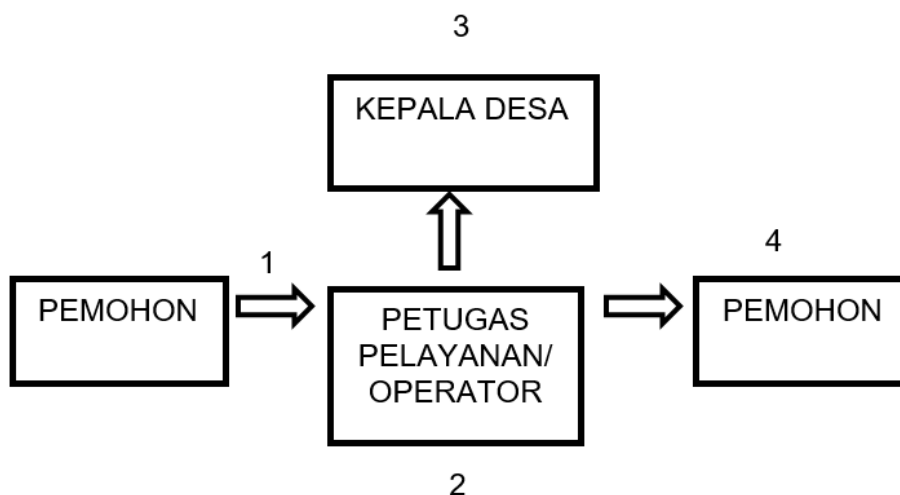 3
KEPALA DESA
1
4
PEMOHON
PETUGAS
PELAYANAN/
OPERATOR
PEMOHON
2